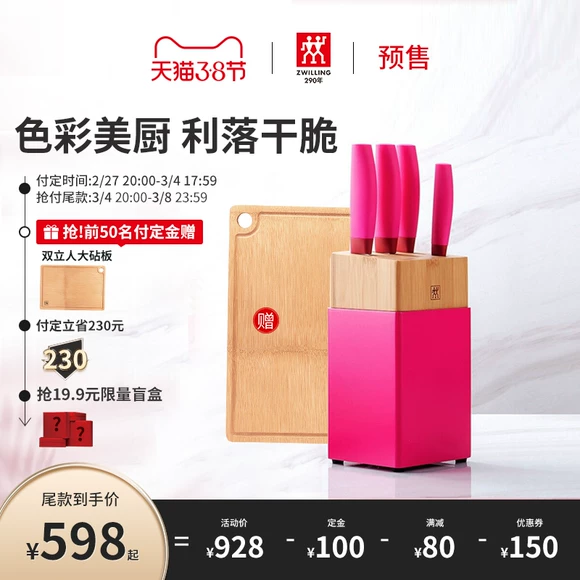 天猫3·8节
ZWILLING
290年
预售
色彩美厨 利落干脆
付定时间:2/27 20:00-3/4 17:59
抢付尾款:3/4 20:00-3/8 23:59
抢!前50名付定金赠
双立人大砧板
付定立省230元
230
抢19.9元限量盲盒
? ?
赠
尾款到手价
¥598起
=
活动价
¥928
-
定金
¥100
-
满减
¥80
-
优惠券
¥150